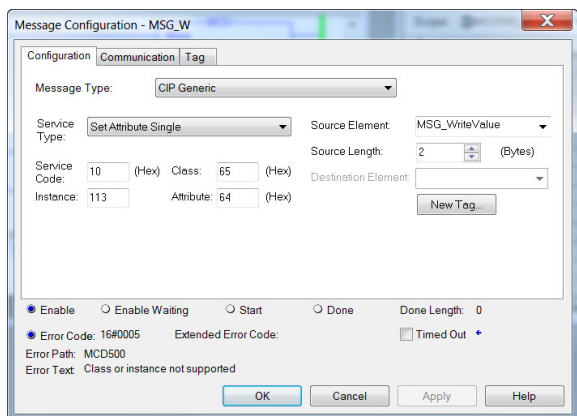 Message Configuration - MSG_W
Configuration Communication Tag
Message Type: CIP Generic
Service Type: Set Attribute Single
Source Element: MSG_WriteValue
Source Length: 2 (Bytes)
Service Code: 10 (Hex) Class: 65 (Hex)
Destination Element:
Instance: 113 Attribute: 64 (Hex)
New Tag...
Enable Enable Waiting Start Done Done Length: 0
Error Code: 16#0005 Extended Error Code: Timed Out
Error Path: MCD500
Error Text: Class or instance not supported
OK Cancel Apply Help